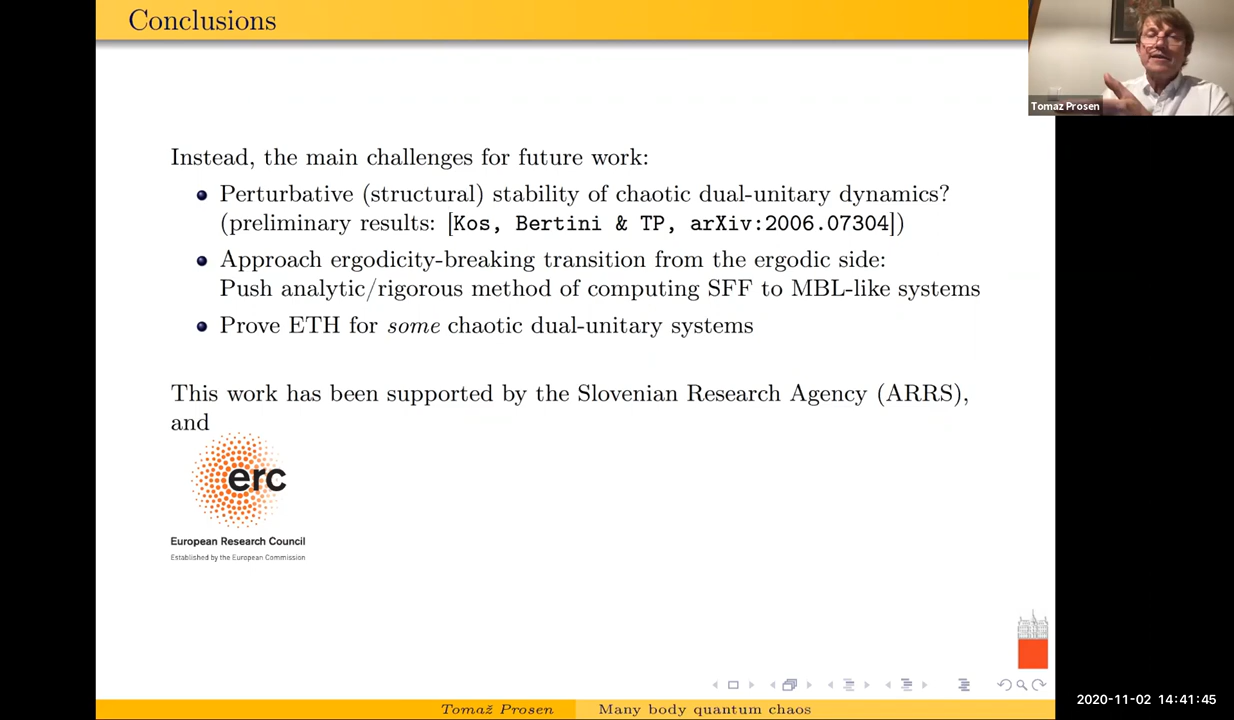 Conclusions
Tomaz Prosen
Instead, the main challenges for future work:
Perturbative (structural) stability of chaotic dual-unitary dynamics?
(preliminary results: [Kos, Bertini & TP, arXiv:2006.07304])
Approach ergodicity-breaking transition from the ergodic side:
Push analytic/rigorous method of computing SFF to MBL-like systems
Prove ETH for some chaotic dual-unitary systems
This work has been supported by the Slovenian Research Agency (ARRS),
and
erc
European Research Council
Established by the European Commission
Tomaž Prosen
Many body quantum chaos
2020-11-02 14:41:45